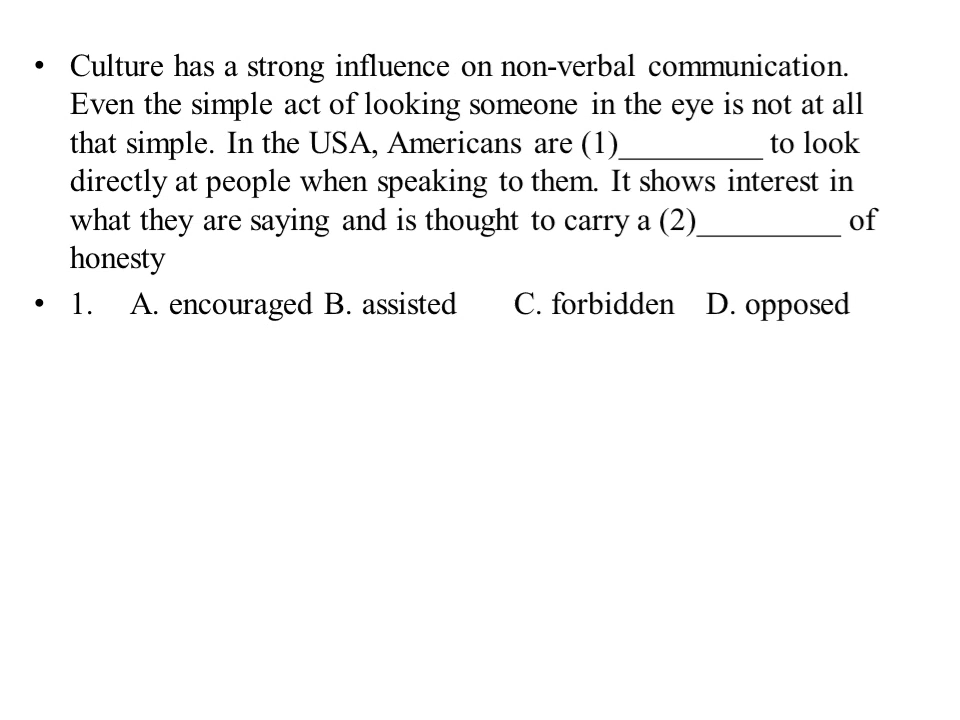 • Culture has a strong influence on non-verbal communication.
Even the simple act of looking someone in the eye is not at all
that simple. In the USA, Americans are (1)_________ to look
directly at people when speaking to them. It shows interest in
what they are saying and is thought to carry a (2)_________ of
honesty
• 1. A. encouraged B. assisted C. forbidden D. opposed